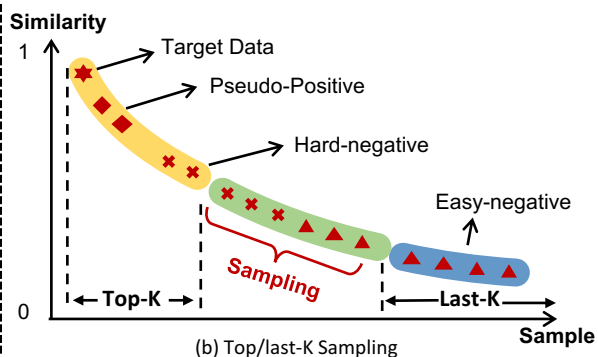 Similarity
1
Target Data
Pseudo-Positive
Hard-negative
Easy-negative
Sampling
Top-K
Last-K
0
Sample
(b) Top/last-K Sampling